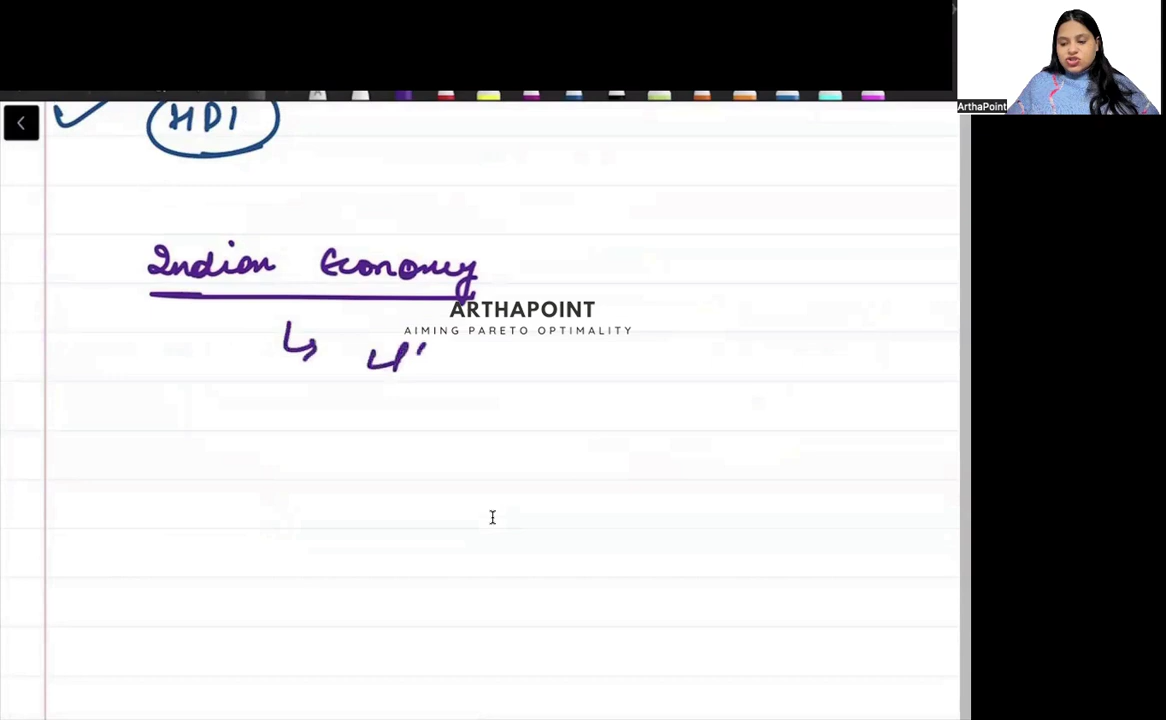 ArthaPoint
HDI
Indian Economy
ARTHAPOINT
AIMING PARETO OPTIMALITY